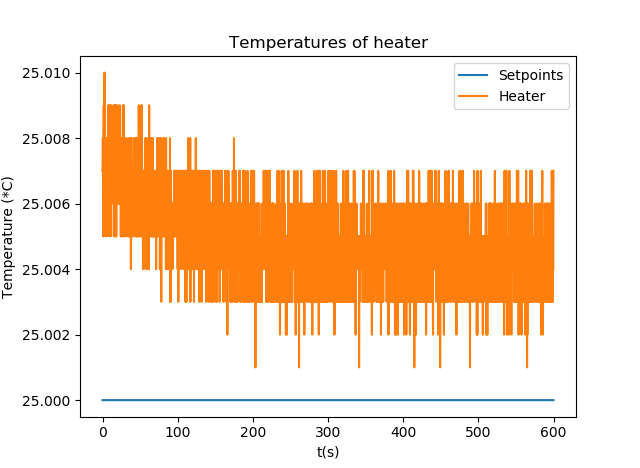 Temperatures of heater
Setpoints
Heater
25.010
25.008
25.006
25.004
25.002
25.000
Temperature (*C)
0 100 200 300 400 500 600
t(s)